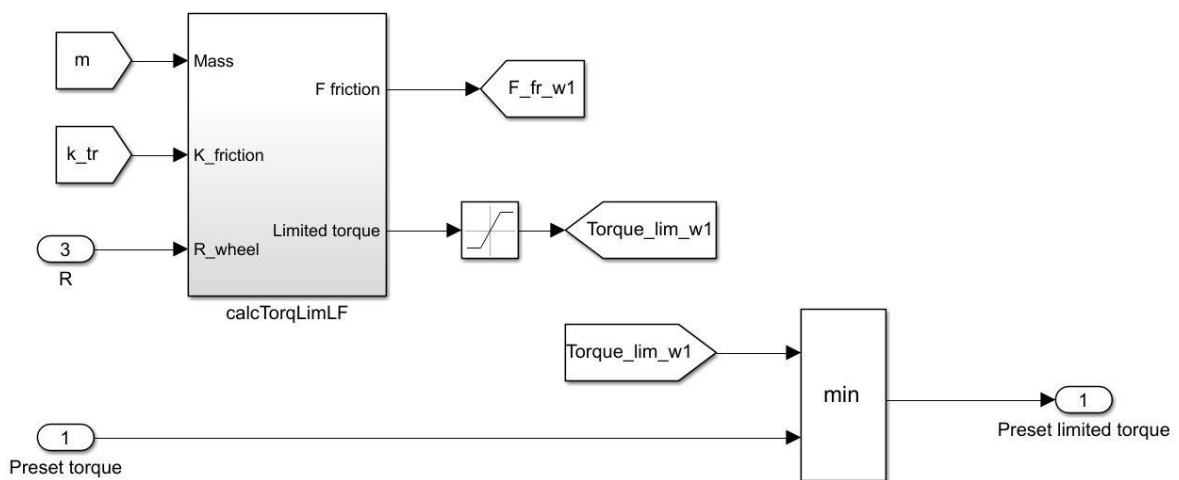 m
Mass
F friction
F_fr_w1
k_tr
K_friction
Limited torque
Torque_lim_w1
3
R_wheel
R
calcTorqLimLF
Torque_lim_w1
min
1
Preset limited torque
1
Preset torque